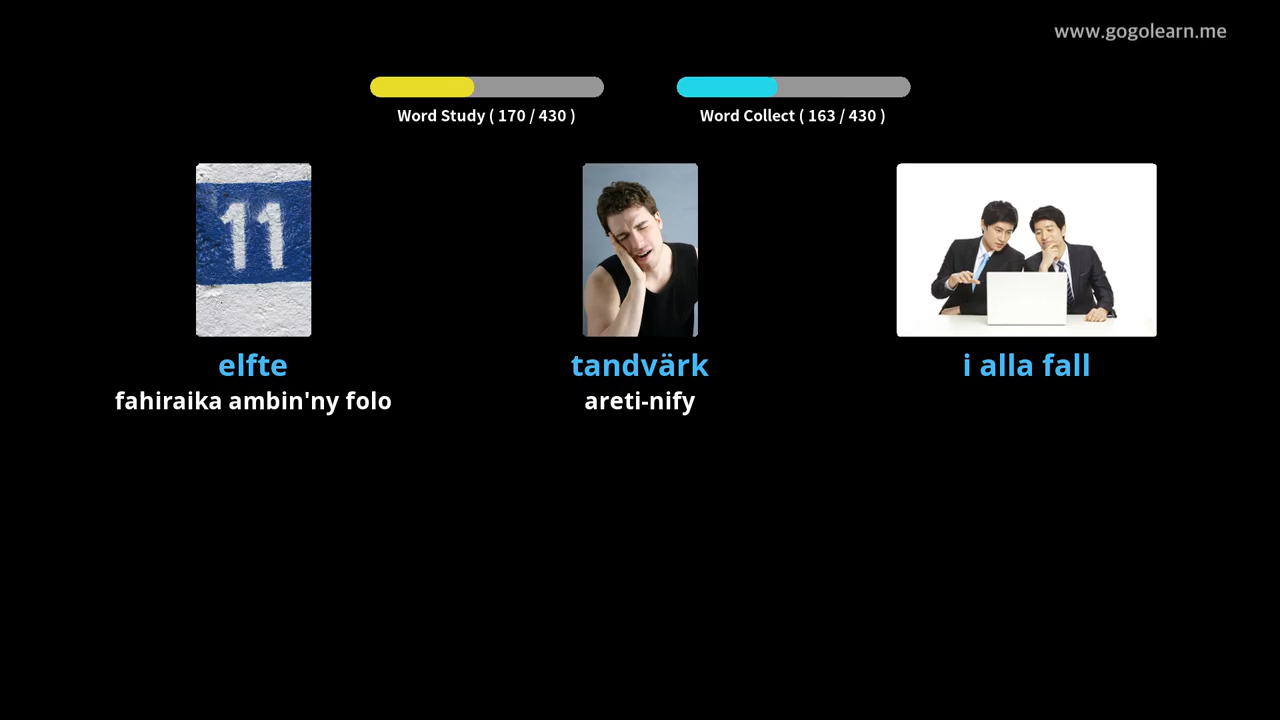 www.gogolearn.me
Word Study ( 170 / 430 )
Word Collect ( 163 / 430 )
11
elfte
fahiraika ambin'ny folo
tandvärk
areti-nify
i alla fall